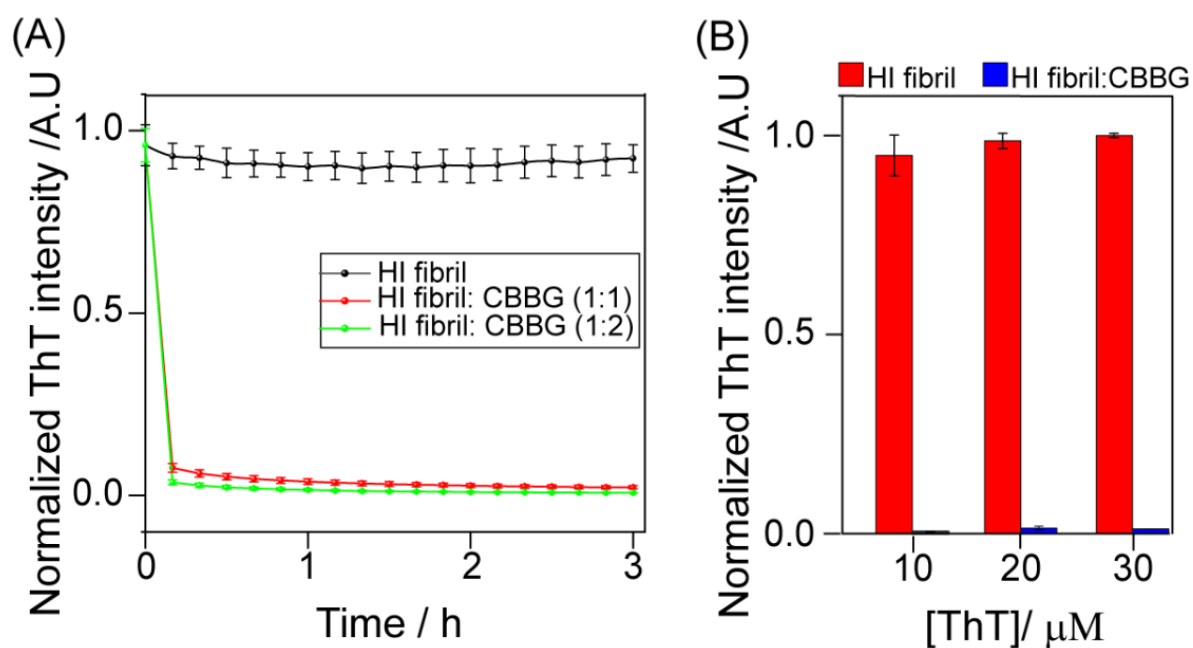 (A)
Normalized ThT intensity /A.U
1.0
0.5
0.0
HI fibril
HI fibril: CBBG (1:1)
HI fibril: CBBG (1:2)
0 1 2 3
Time / h
(B)
HI fibril HI fibril:CBBG
Normalized ThT intensity /A.U
1.0
0.5
0.0
10 20 30
[ThT]/ μM